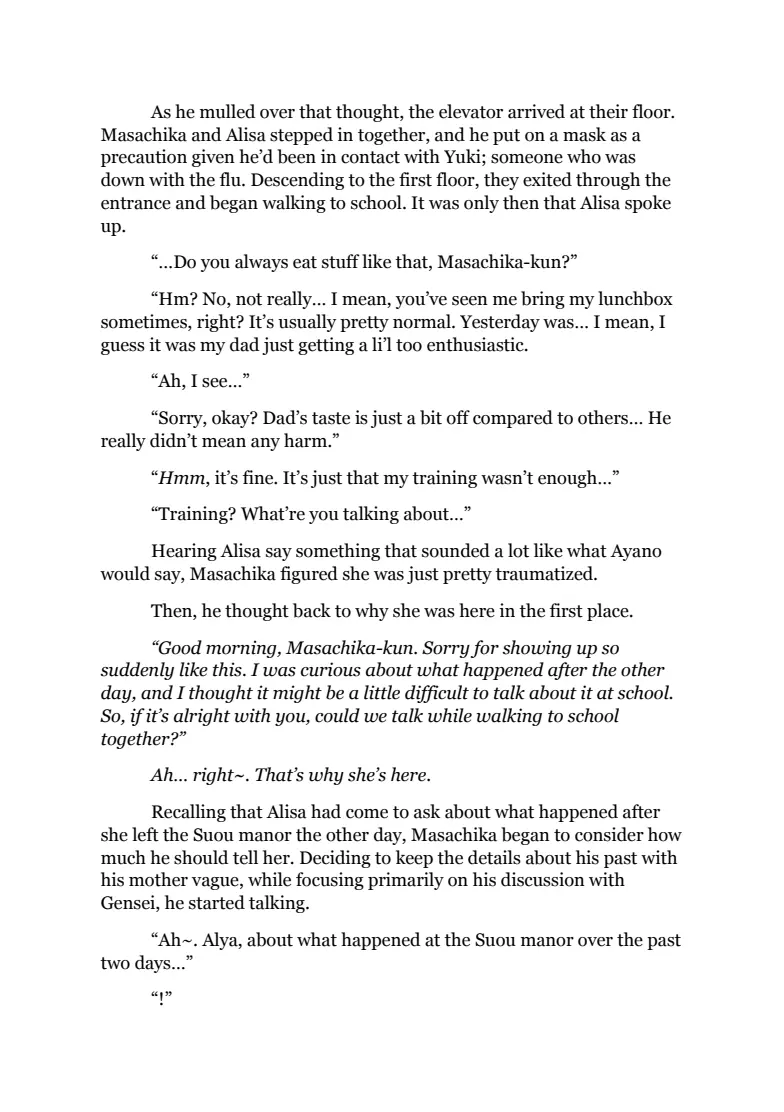 As he mulled over that thought, the elevator arrived at their floor.
Masachika and Alisa stepped in together, and he put on a mask as a
precaution given he’d been in contact with Yuki; someone who was
down with the flu. Descending to the first floor, they exited through the
entrance and began walking to school. It was only then that Alisa spoke
up.
“…Do you always eat stuff like that, Masachika-kun?”
“Hm? No, not really… I mean, you’ve seen me bring my lunchbox
sometimes, right? It’s usually pretty normal. Yesterday was… I mean, I
guess it was my dad just getting a li’l too enthusiastic.
“Ah, I see…”
“Sorry, okay? Dad’s taste is just a bit off compared to others… He
really didn’t mean any harm.”
“Hmm, it’s fine. It’s just that my training wasn’t enough…”
“Training? What’re you talking about…”
Hearing Alisa say something that sounded a lot like what Ayano
would say, Masachika figured she was just pretty traumatized.
Then, he thought back to why she was here in the first place.
“Good morning, Masachika-kun. Sorry for showing up so
suddenly like this. I was curious about what happened after the other
day, and I thought it might be a little difficult to talk about it at school.
So, if it’s alright with you, could we talk while walking to school
together?”
Ah… right~. That’s why she’s here.
Recalling that Alisa had come to ask about what happened after
she left the Suou manor the other day, Masachika began to consider how
much he should tell her. Deciding to keep the details about his past with
his mother vague, while focusing primarily on his discussion with
Gensei, he started talking.
“Ah~. Alya, about what happened at the Suou manor over the past
two days…”
“!”